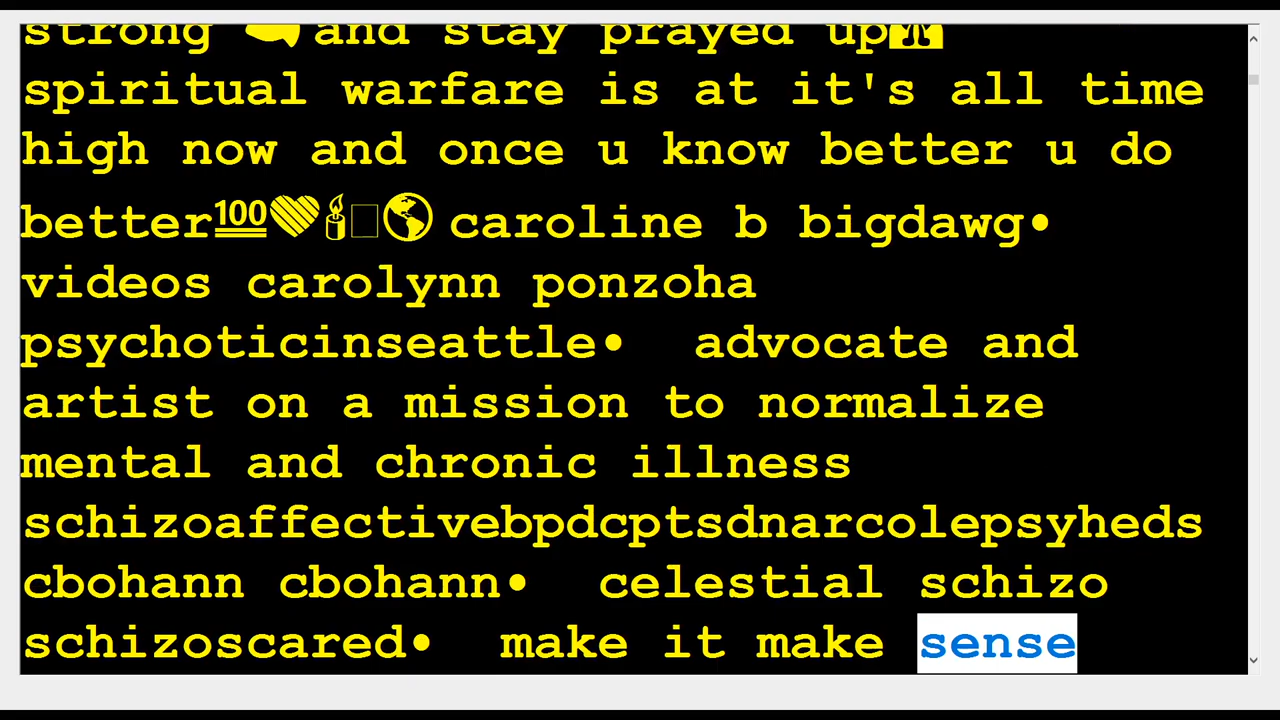 strong 💪and stay prayed up🙏
spiritual warfare is at it's all time
high now and once u know better u do
better💯💜🕯️🌎 caroline b bigdawg•
videos carolynn ponzoha
psychoticinseattle•  advocate and
artist on a mission to normalize
mental and chronic illness
schizoaffectivebpdcptsdnarcolepsyheds
cbohann cbohann•  celestial schizo
schizoscared•  make it make sense